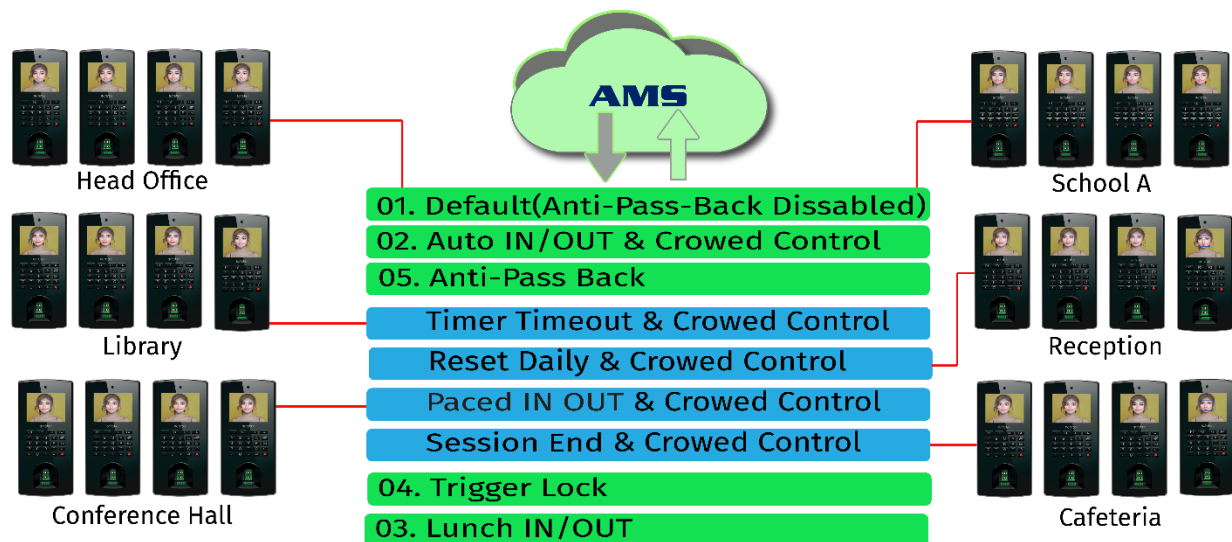 AMS
Head Office
School A
01. Default(Anti-Pass-Back Dissabled)
02. Auto IN/OUT & Crowed Control
05. Anti-Pass Back
Timer Timeout & Crowed Control
Library
Reset Daily & Crowed Control
Reception
Paced IN OUT & Crowed Control
Session End & Crowed Control
04. Trigger Lock
Conference Hall
Cafeteria
03. Lunch IN/OUT